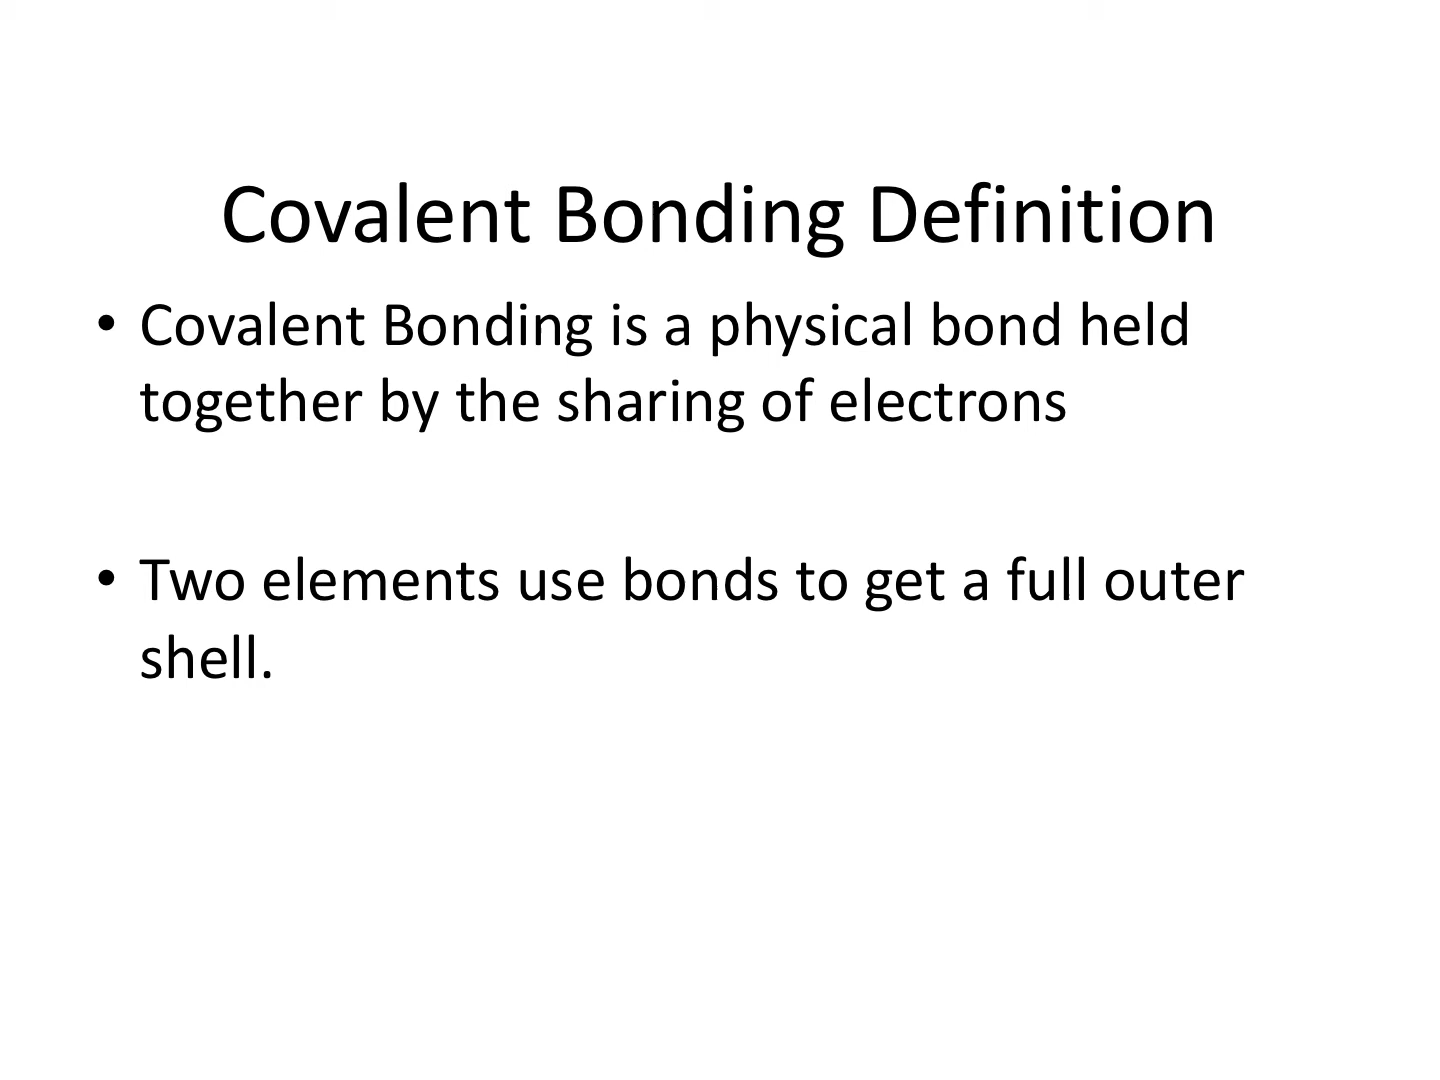 Covalent Bonding Definition
• Covalent Bonding is a physical bond held
together by the sharing of electrons
• Two elements use bonds to get a full outer
shell.